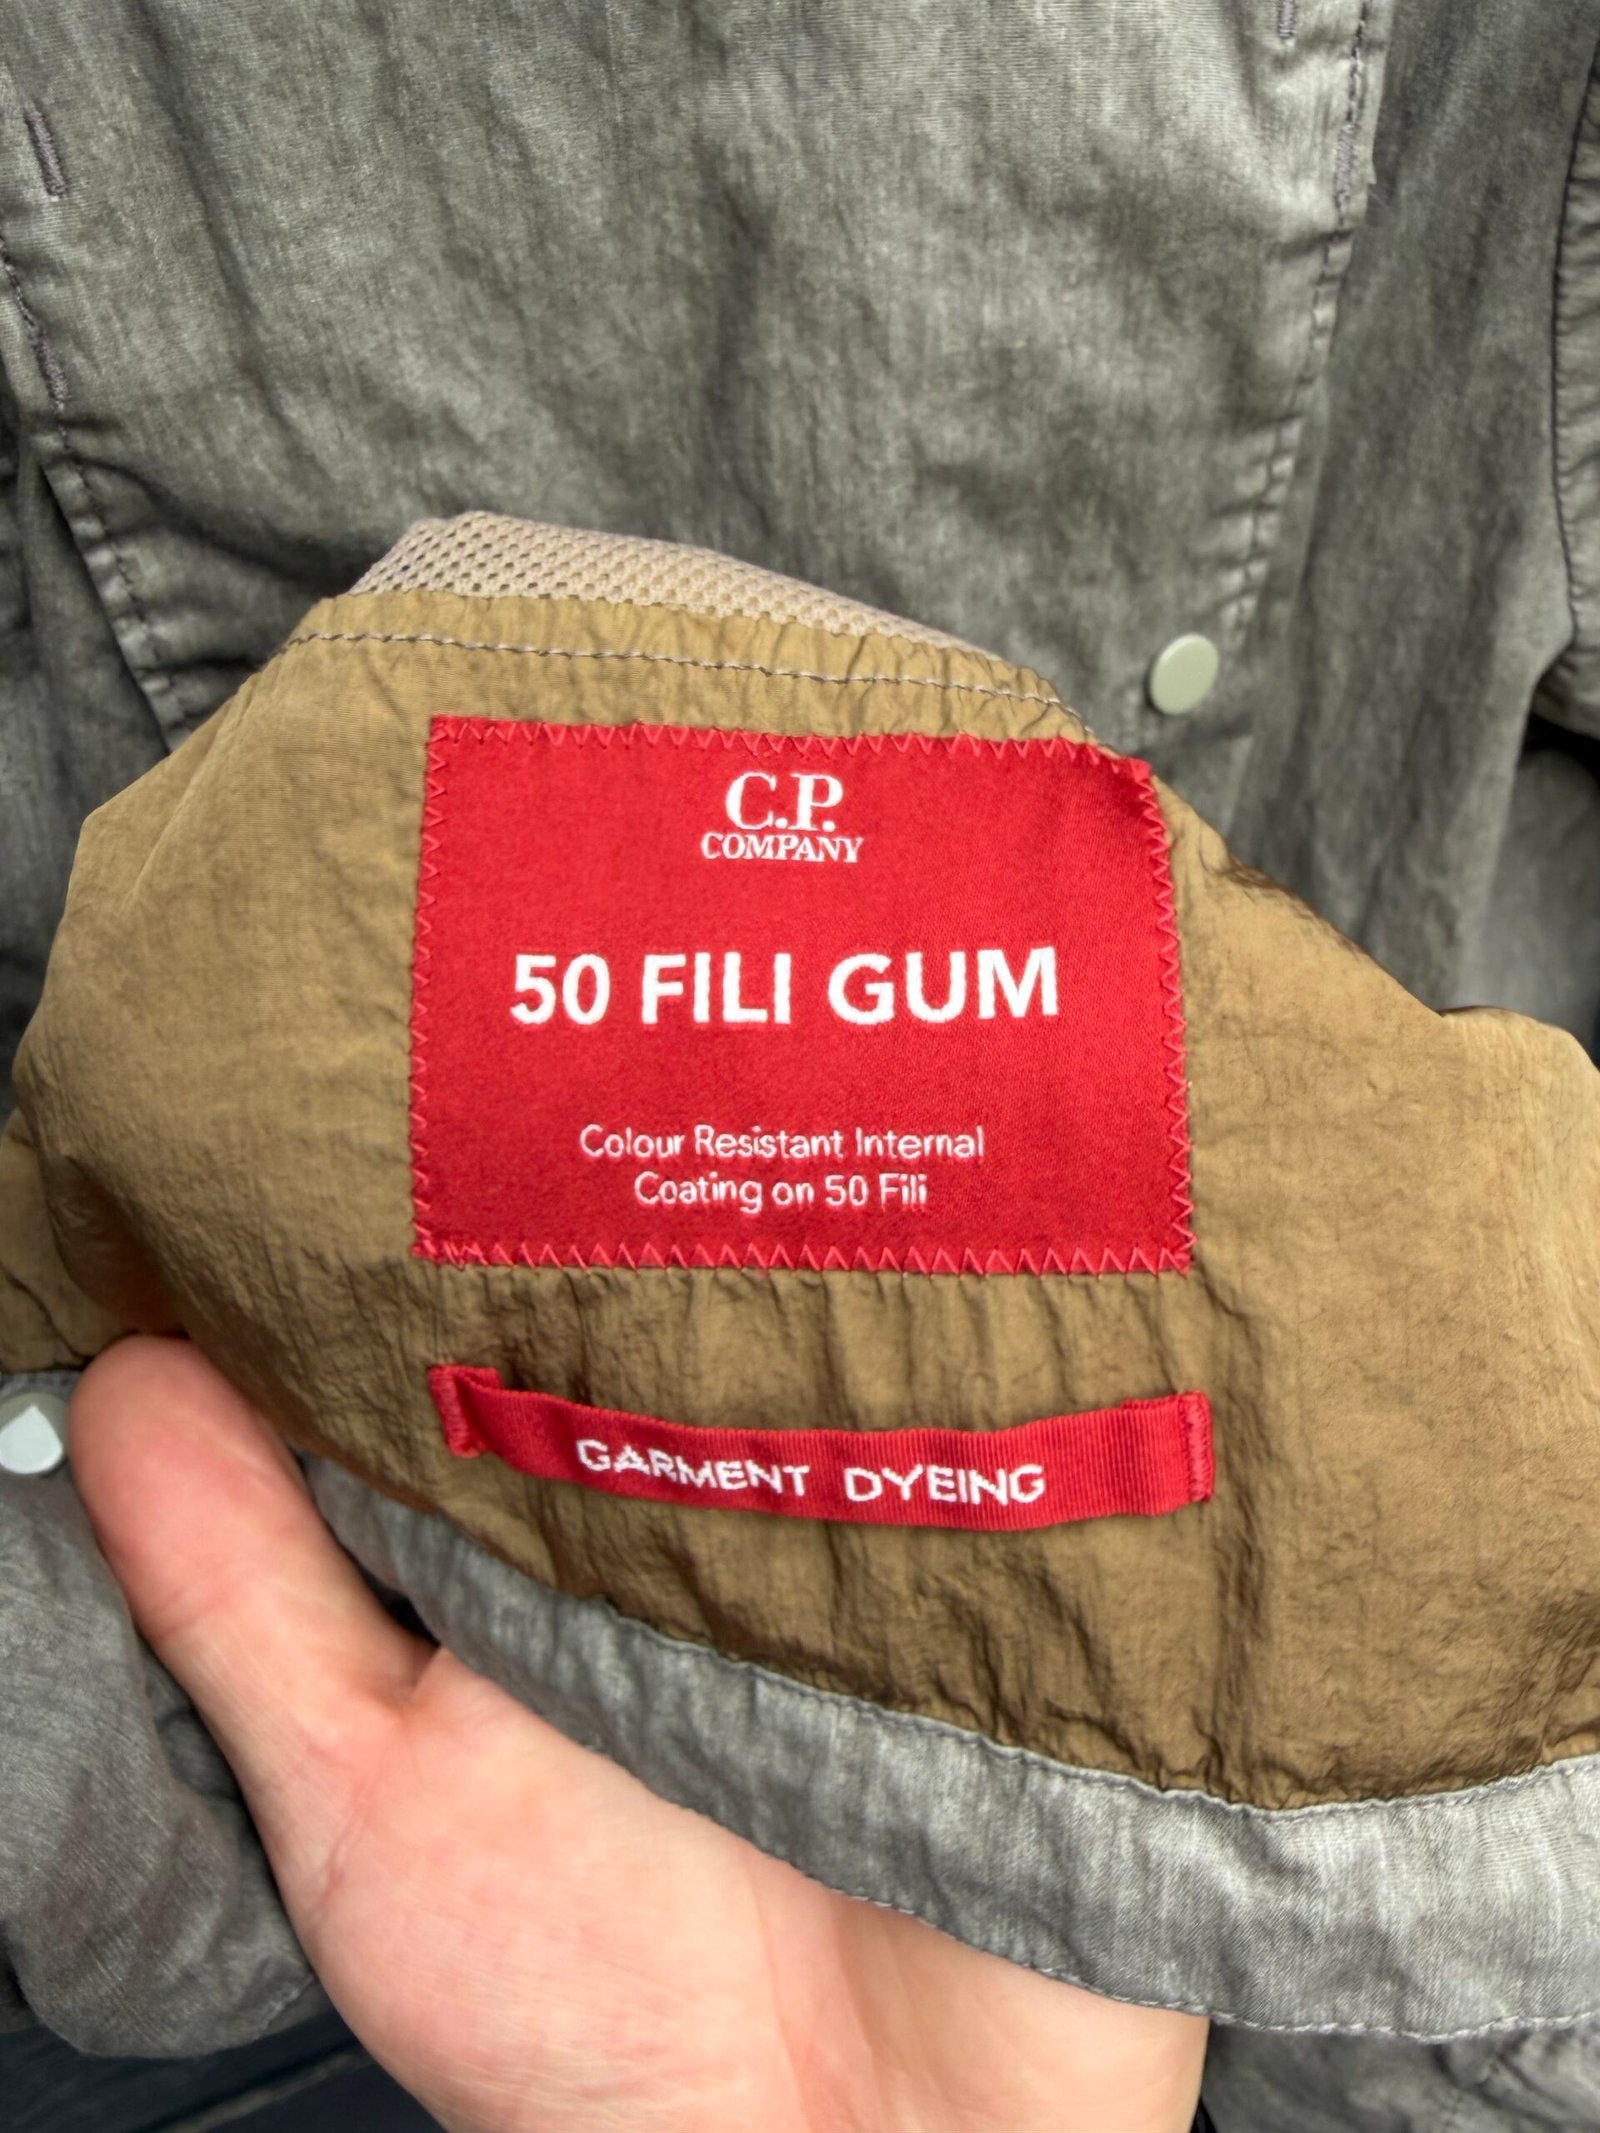 C.P.
COMPANY
50 FILI GUM
Colour Resistant Internal
Coating on 50 Fili
GARMENT DYEING